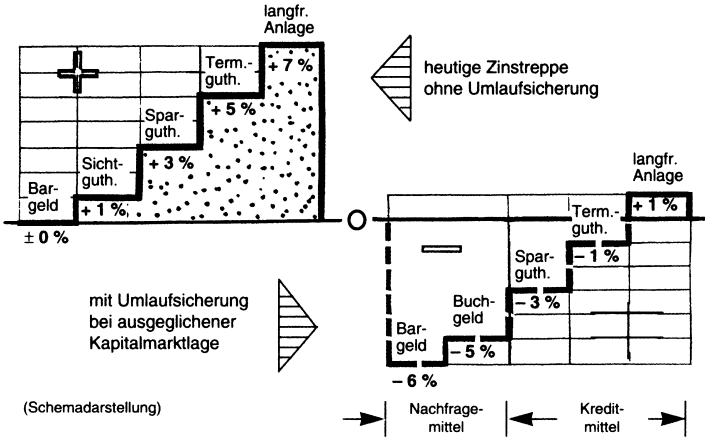 langfr.
Anlage
+ 7 %
Term.-
guth.
+ 5 %
Spar-
guth.
+ 3 %
Sicht-
guth.
+ 1 %
Bar-
geld
± 0 %
heutige Zinstreppe
ohne Umlaufsicherung
O
langfr.
Anlage
+ 1 %
Term.-
guth.
– 1 %
Spar-
guth.
– 3 %
Buch-
geld
– 5 %
Bar-
geld
– 6 %
mit Umlaufsicherung
bei ausgeglichener
Kapitalmarktlage
(Schemadarstellung)
Nachfrage-
mittel
Kredit-
mittel